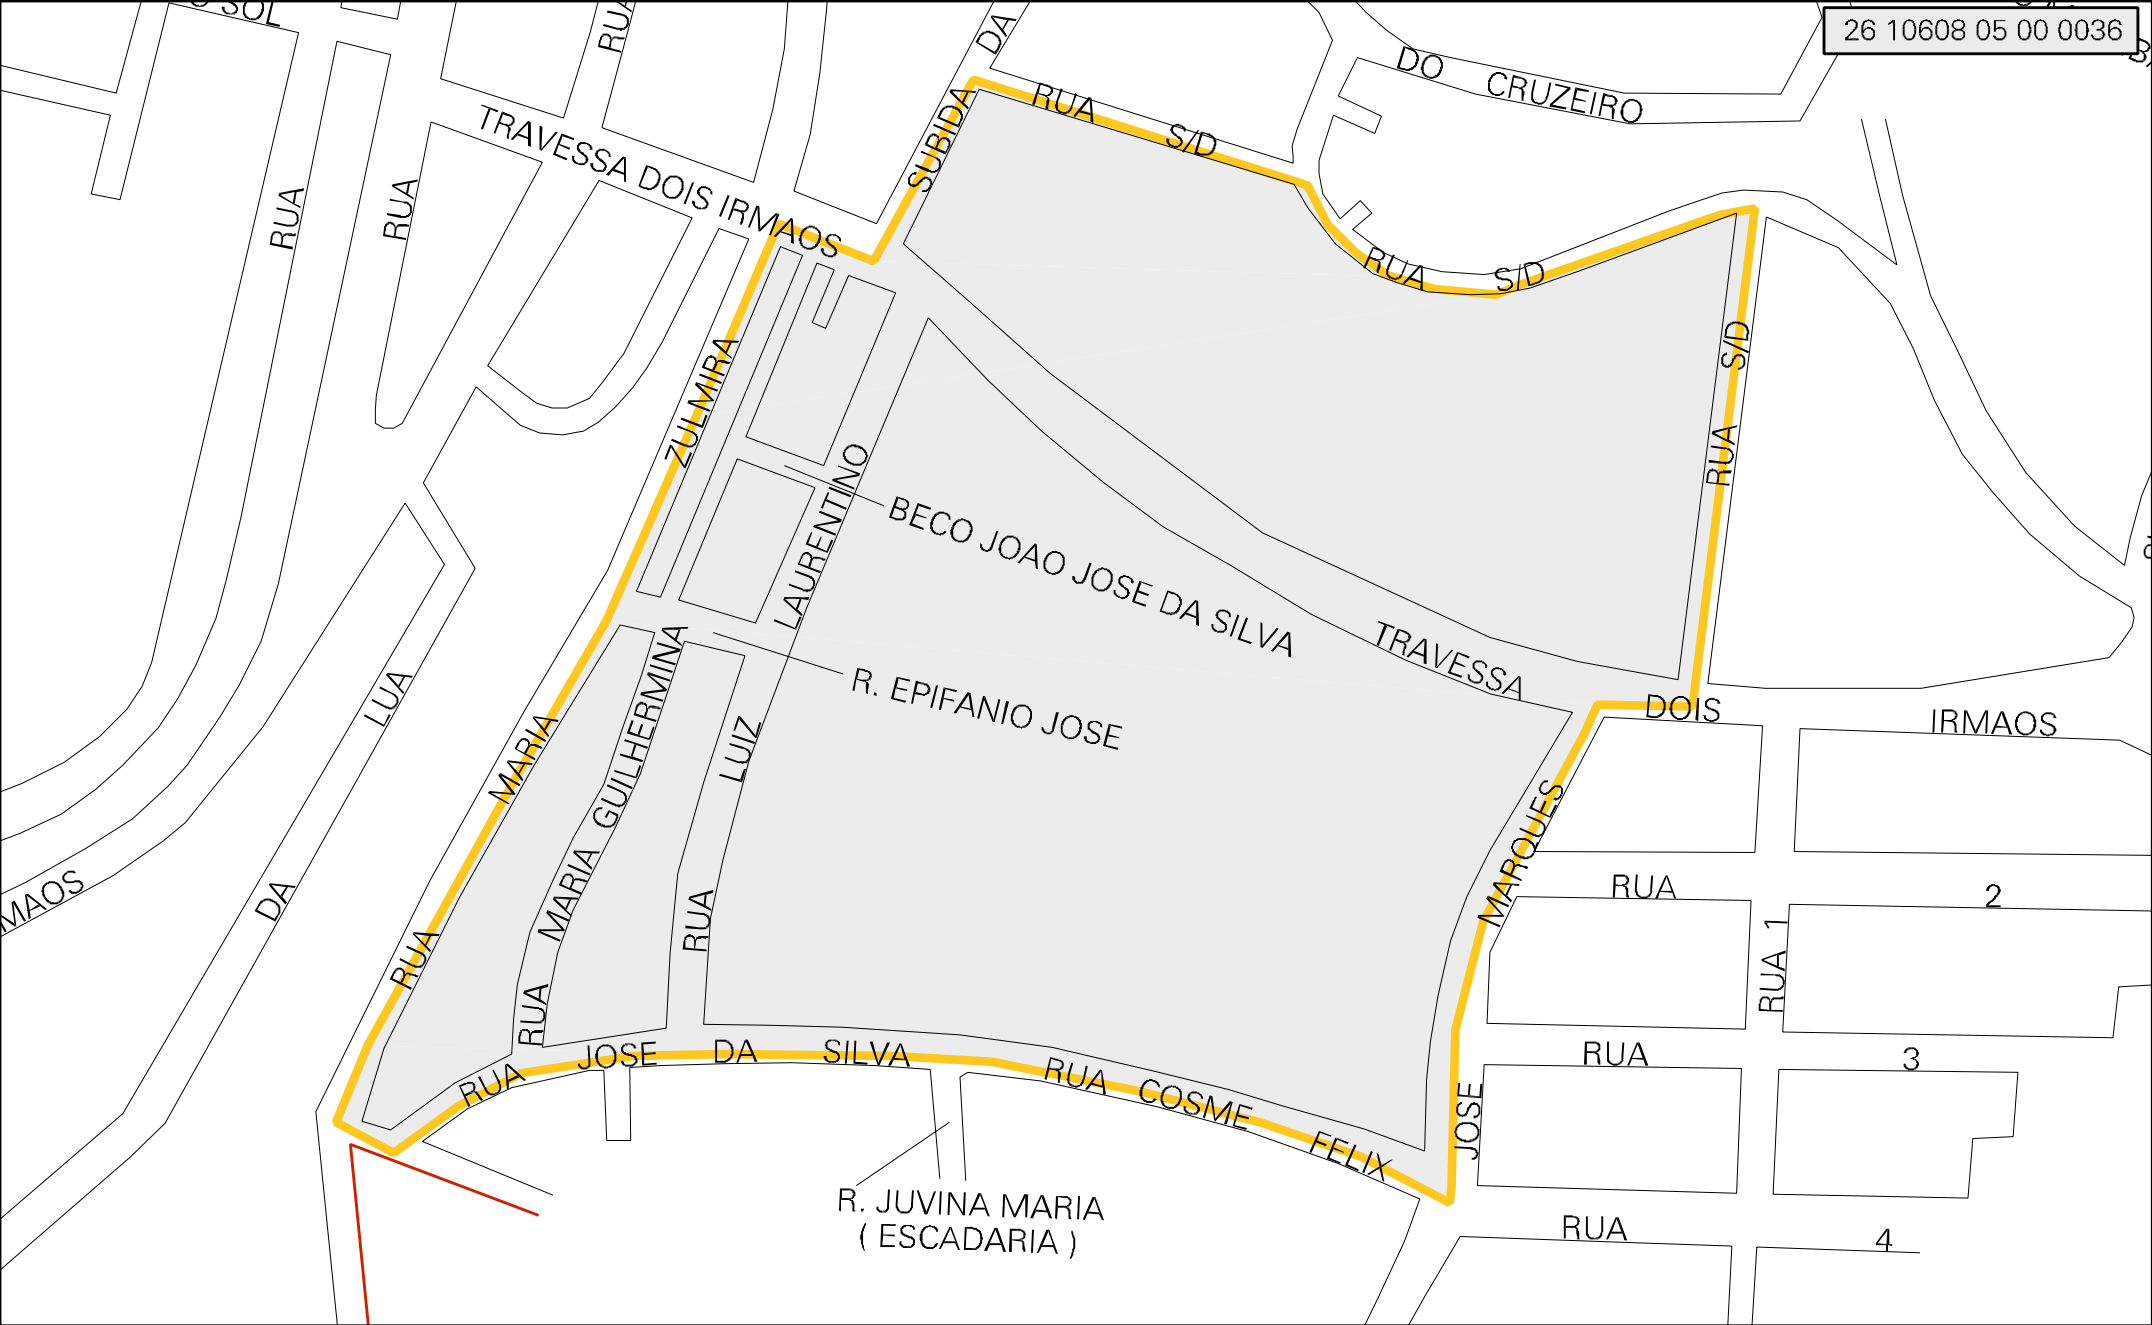 26 10608 05 00 0036
SOL
RUA
DA
DO CRUZEIRO
TRAVESSA DOIS IRMAOS
SUBIDA
RUA S/D
RUA
RUA
RUA S/D
RUA S/D
ZULMIRA
LAURENTINO
BECO JOAO JOSE DA SILVA
TRAVESSA
R. EPIFANIO JOSE
GUILHERMINA
LUA
MARIA
LUIZ
DOIS
IRMAOS
MARQUES
MARIA
RUA
2
MAOS
DA
RUA
RUA
RUA 1
RUA
JOSE DA SILVA
RUA
RUA COSME FELIX
JOSE
RUA
3
R. JUVINA MARIA
( ESCADARIA )
RUA
4